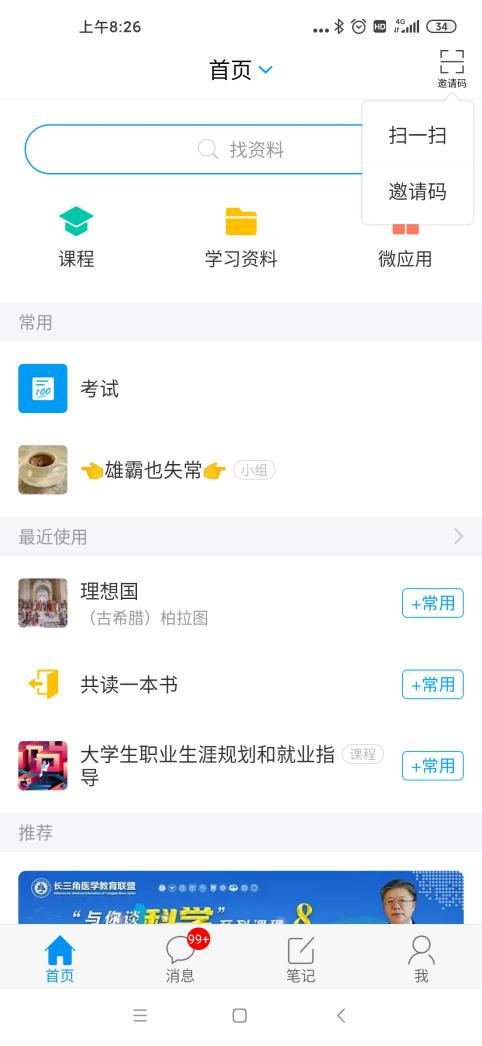 上午8:26
HD
4G
34
首页
邀请码
扫一扫
邀请码
找资料
课程
学习资料
微应用
常用
100
考试
👈雄霸也失常👉 小组
最近使用
理想国
（古希腊）柏拉图
+常用
共读一本书
+常用
大学生职业生涯规划和就业指
导
课程
+常用
推荐
长三角医学教育联盟
“与你谈科学”系列课程
8
99+
首页
消息
笔记
我